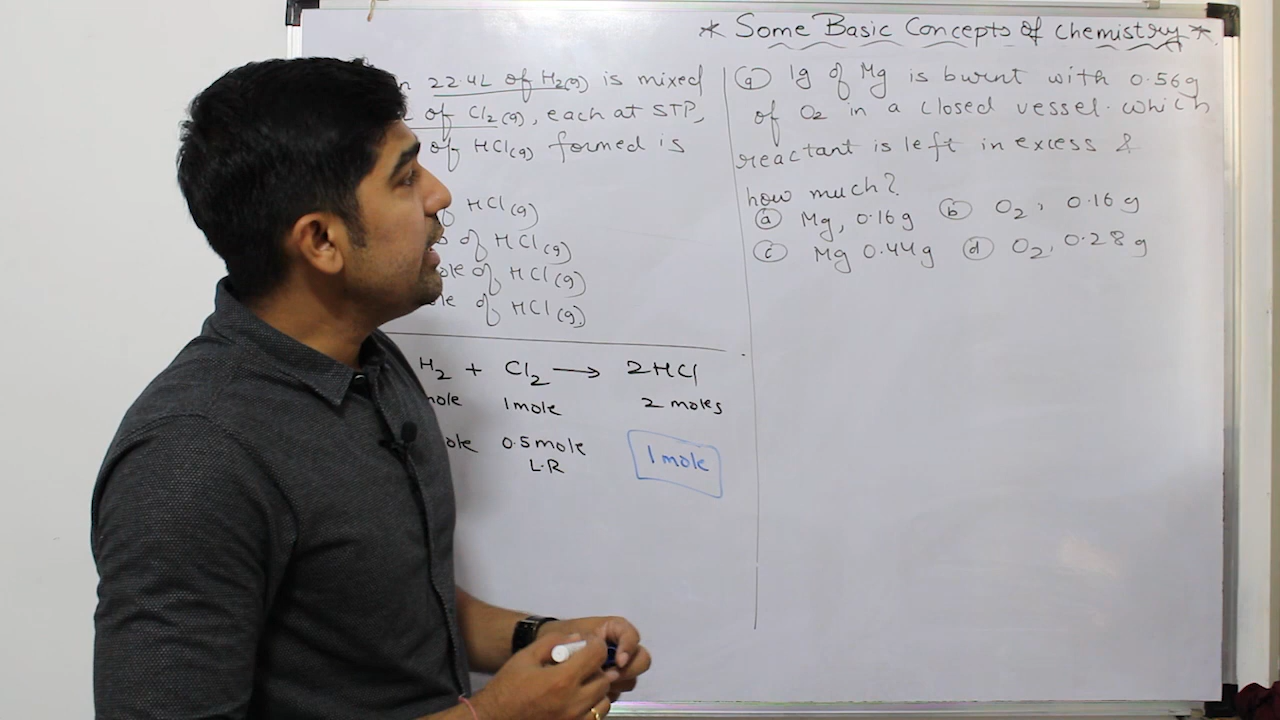 * Some Basic Concepts of Chemistry *
22.4L of H2(g) is mixed
of Cl2(g), each at STP,
of HCl(g) formed is
HCl(g)
of HCl(g)
of HCl(g)
of HCl(g)
H2 + Cl2 → 2HCl
1mole 2 moles
0.5mole 1mole
L.R
Q 1g of Mg is burnt with 0.56g
of O2 in a closed vessel. which
reactant is left in excess &
how much?
a Mg, 0.16g b O2, 0.16g
c Mg 0.44g d O2, 0.28g